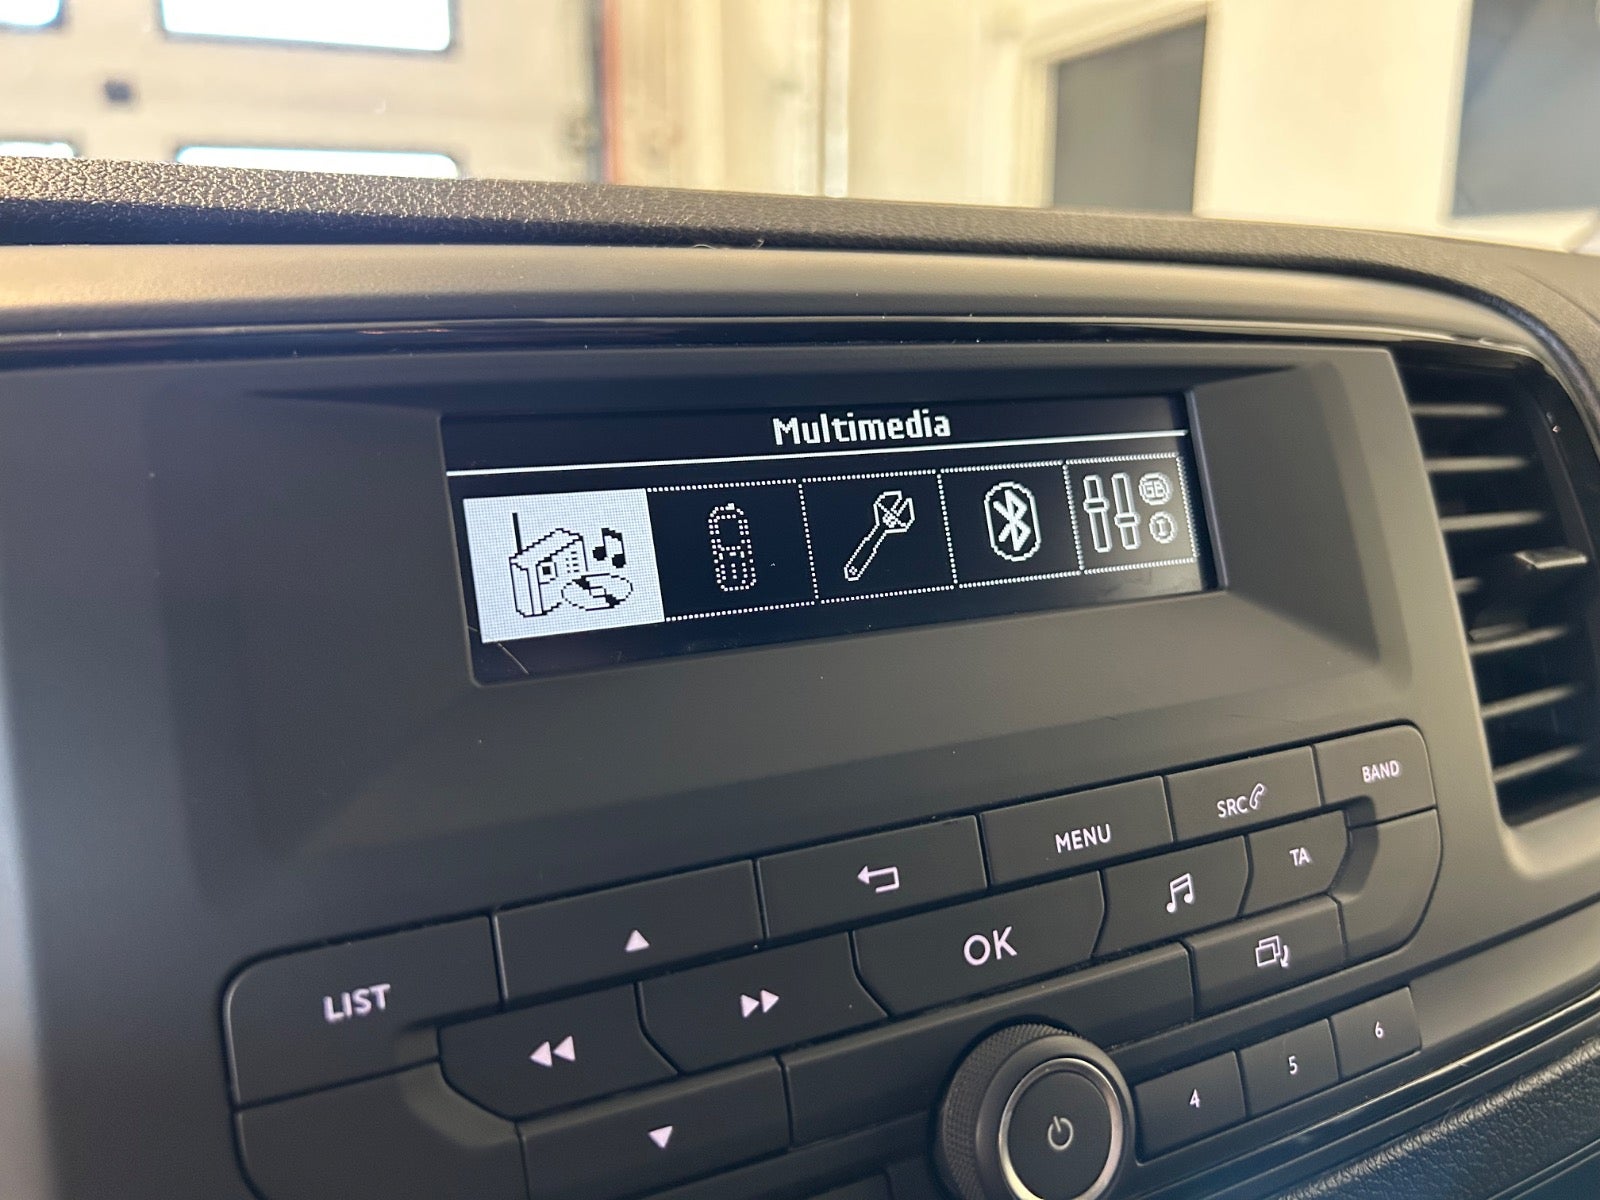 Multimedia
GB
I
BAND
SRC
MENU
TA
OK
LIST
6
5
4